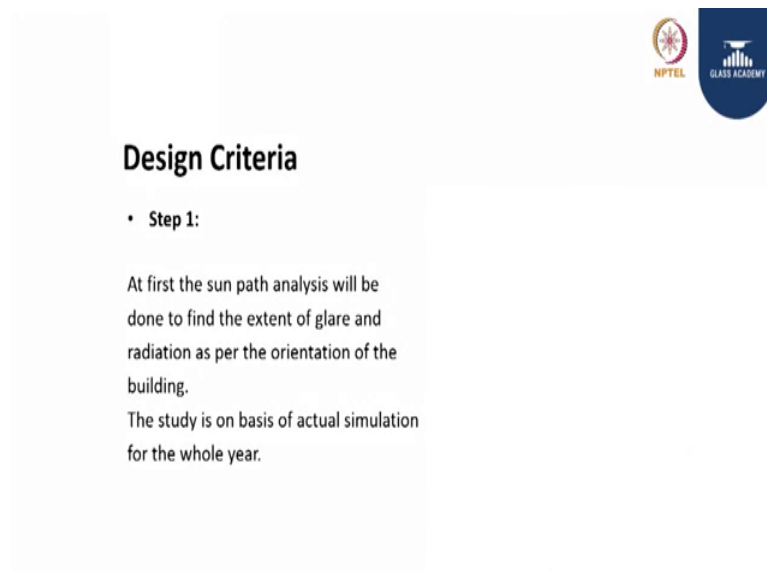 NPTEL
GLASS ACADEMY
Design Criteria
• Step 1:
At first the sun path analysis will be
done to find the extent of glare and
radiation as per the orientation of the
building.
The study is on basis of actual simulation
for the whole year.